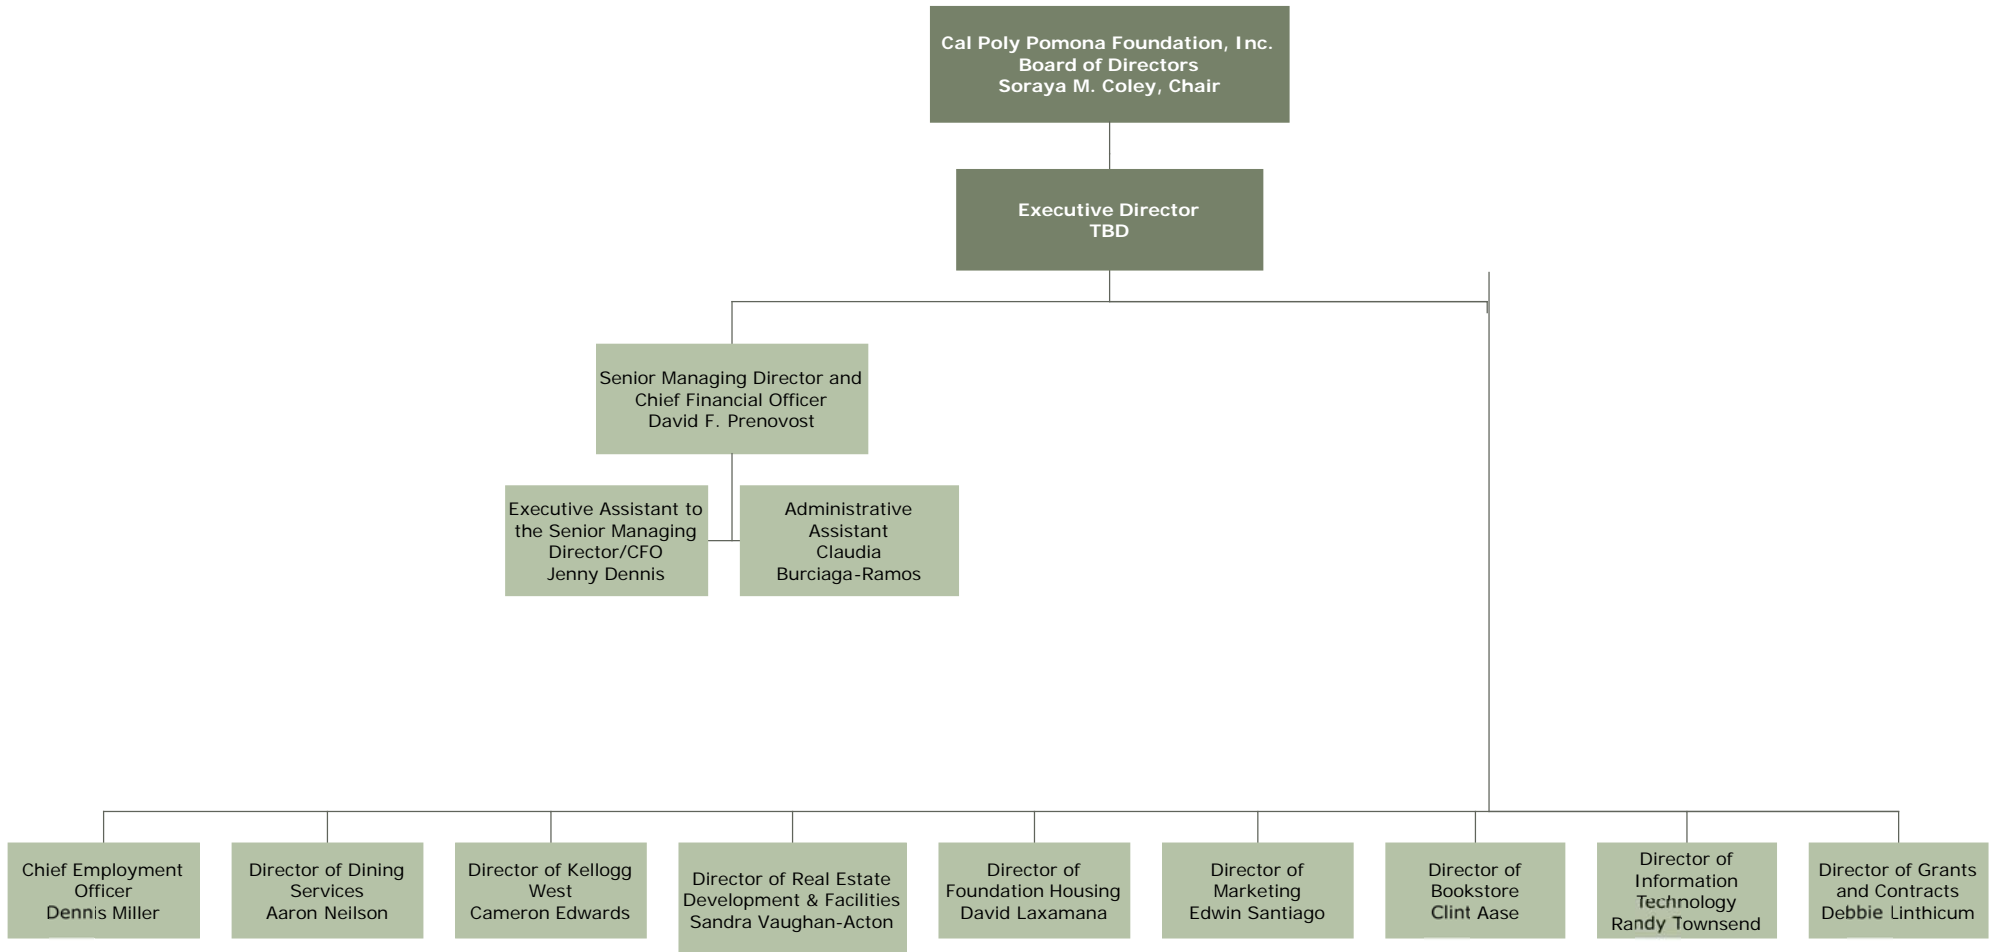 Cal Poly Pomona Foundation, Inc.
Board of Directors
Soraya M. Coley, Chair
Executive Director
TBD
Senior Managing Director and
Chief Financial Officer
David F. Prenovost
Executive Assistant to
the Senior Managing
Director/CFO
Jenny Dennis
Administrative
Assistant
Claudia
Burciaga-Ramos
Chief Employment
Officer
Dennis Miller
Director of Dining
Services
Aaron Neilson
Director of Kellogg
West
Cameron Edwards
Director of Real Estate
Development & Facilities
Sandra Vaughan-Acton
Director of
Foundation Housing
David Laxamana
Director of
Marketing
Edwin Santiago
Director of
Bookstore
Clint Aase
Director of
Information
Technology
Randy Townsend
Director of Grants
and Contracts
Debbie Linthicum